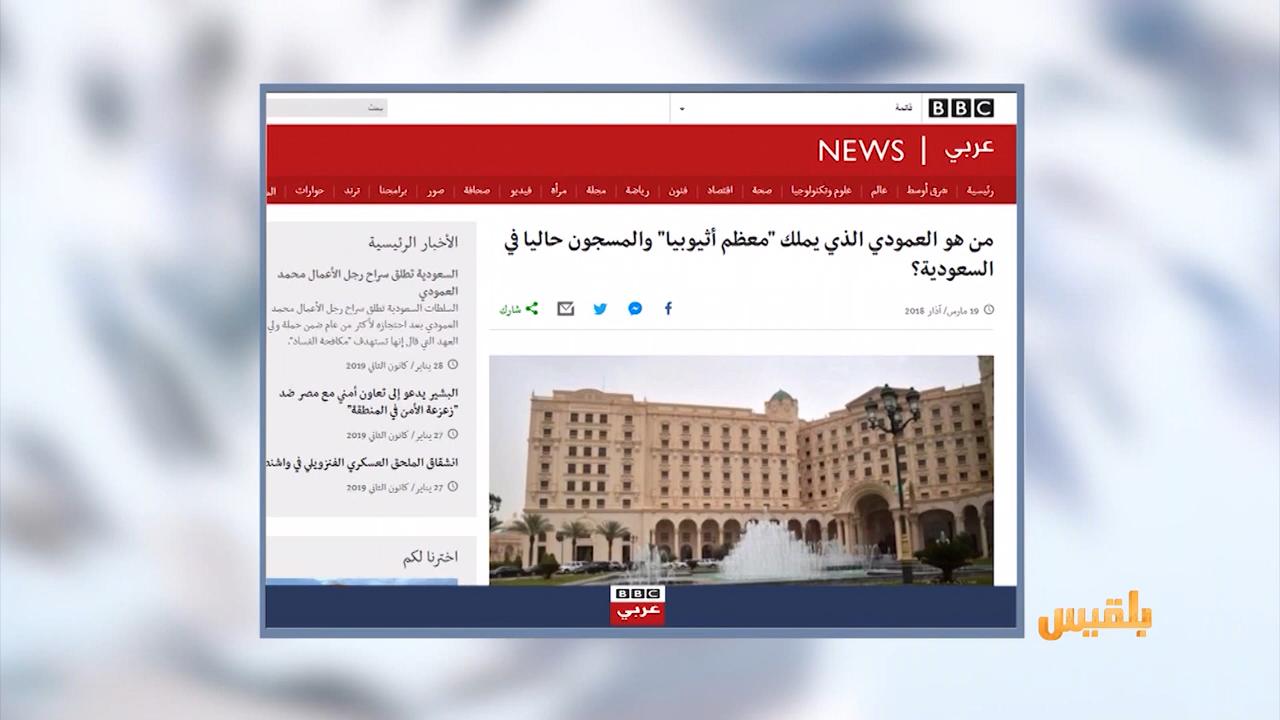 BBC
قائمة
بحث
عربي | NEWS
رئيسية | شرق أوسط | عالم | علوم وتكنولوجيا | صحة | اقتصاد | فنون | رياضة | مجلة | مرأة | فيديو | صحافة | صور | برامجنا | ترند | حوارات
من هو العمودي الذي يملك "معظم أثيوبيا" والمسجون حاليا في
السعودية؟
19 مارس/ آذار 2018
شارك
الأخبار الرئيسية
السعودية تطلق سراح رجل الأعمال محمد
العمودي
السلطات السعودية تطلق سراح رجل الأعمال محمد
العمودي بعد احتجازه لأكثر من عام ضمن حملة ولي
العهد التي قال إنها تستهدف "مكافحة الفساد".
28 يناير/ كانون الثاني 2019
البشير يدعو إلى تعاون أمني مع مصر ضد
"زعزعة الأمن في المنطقة"
27 يناير/ كانون الثاني 2019
انشقاق الملحق العسكري الفنزويلي في
27 يناير/ كانون الثاني 2019
اخترنا لكم
BBC
عربي
بلقيس